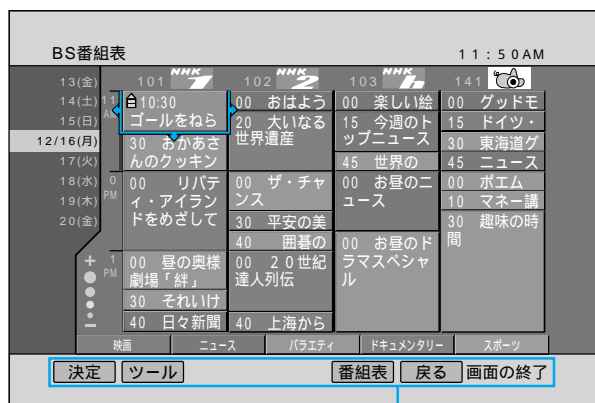 BS番組表
11:50AM
13(金)
14(土)
15(日)
12/16(月)
17(火)
18(水)
19(木)
20(金)
+
−
11
AM
0
PM
1
PM
101 NHK 7
10:30
ゴールをねら
30 おかあさ
んのクッキン
00 リバテ
ィ・アイラン
ドをめざして
00 昼の奥様
劇場「絆」
30 それいけ
40 日々新聞
102 NHK 2
00 おはよう
20 大いなる
世界遺産
00 ザ・チャ
ンス
30 平安の美
40 囲碁の
00 20世紀
達人列伝
40 上海から
103 NHK h
00 楽しい絵
15 今週のト
ップニュース
45 世界の
00 お昼のニ
ュース
00 お昼のド
ラマスペシャ
ル
141
00 グッドモ
15 ドイツ・
30 東海道グ
45 ニュース
00 ポエム
10 マネー講
30 趣味の時
間
映画
ニュース
バラエティ
ドキュメンタリー
スポーツ
決定 ツール 番組表 戻る 画面の終了